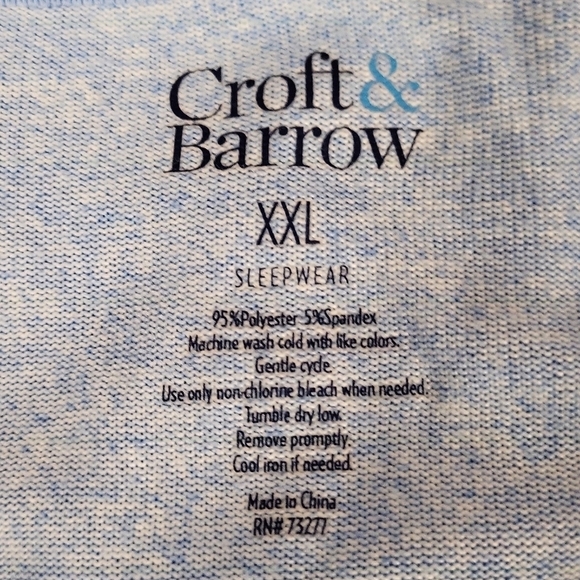 Croft&
Barrow
XXL
SLEEPWEAR
95%Polyester 5%Spandex
Machine wash cold with like colors.
Gentle cycle.
Use only non-chlorine bleach when needed.
Tumble dry low.
Remove promptly.
Cool iron if needed.
Made in China
RN# 73277